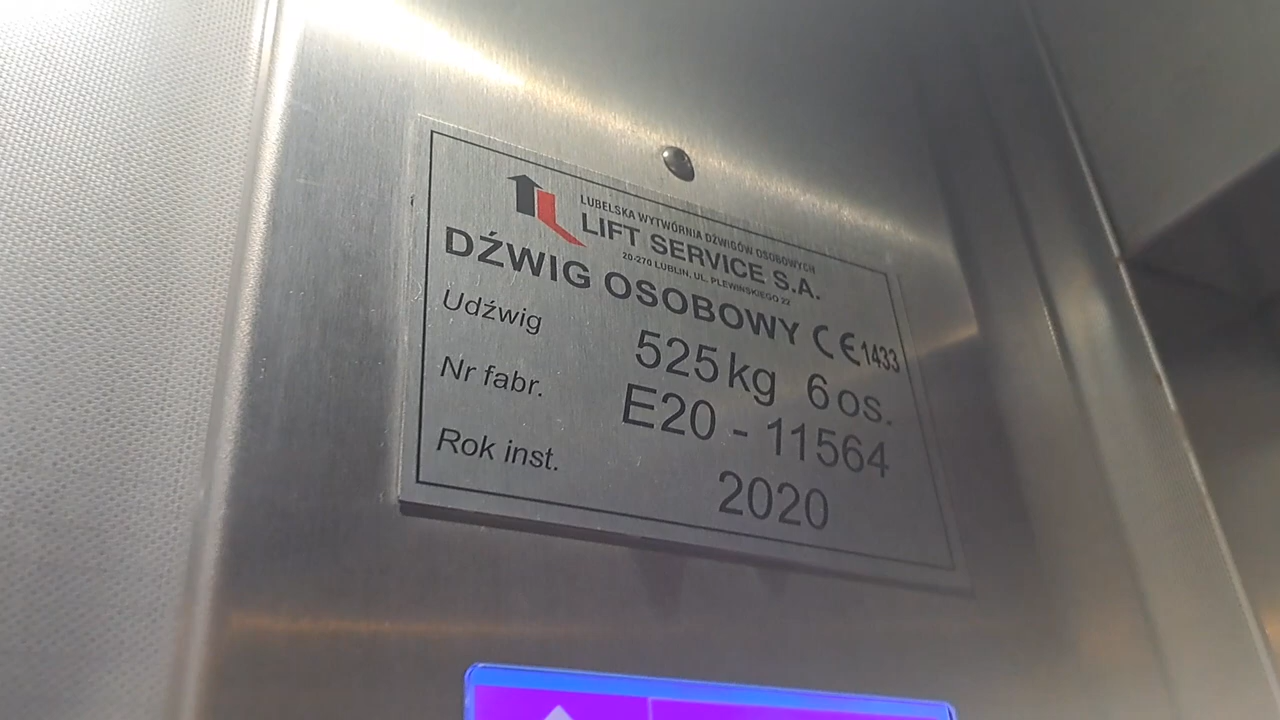 LUBELSKA WYTWÓRNIA DŹWIGÓW OSOBOWYCH
LIFT SERVICE S.A.
20-270 LUBLIN, UL. PLEWIŃSKIEGO 22
DŹWIG OSOBOWY CE 1433
Udźwig 525 kg 6 os.
Nr fabr. E20 - 11564
Rok inst. 2020